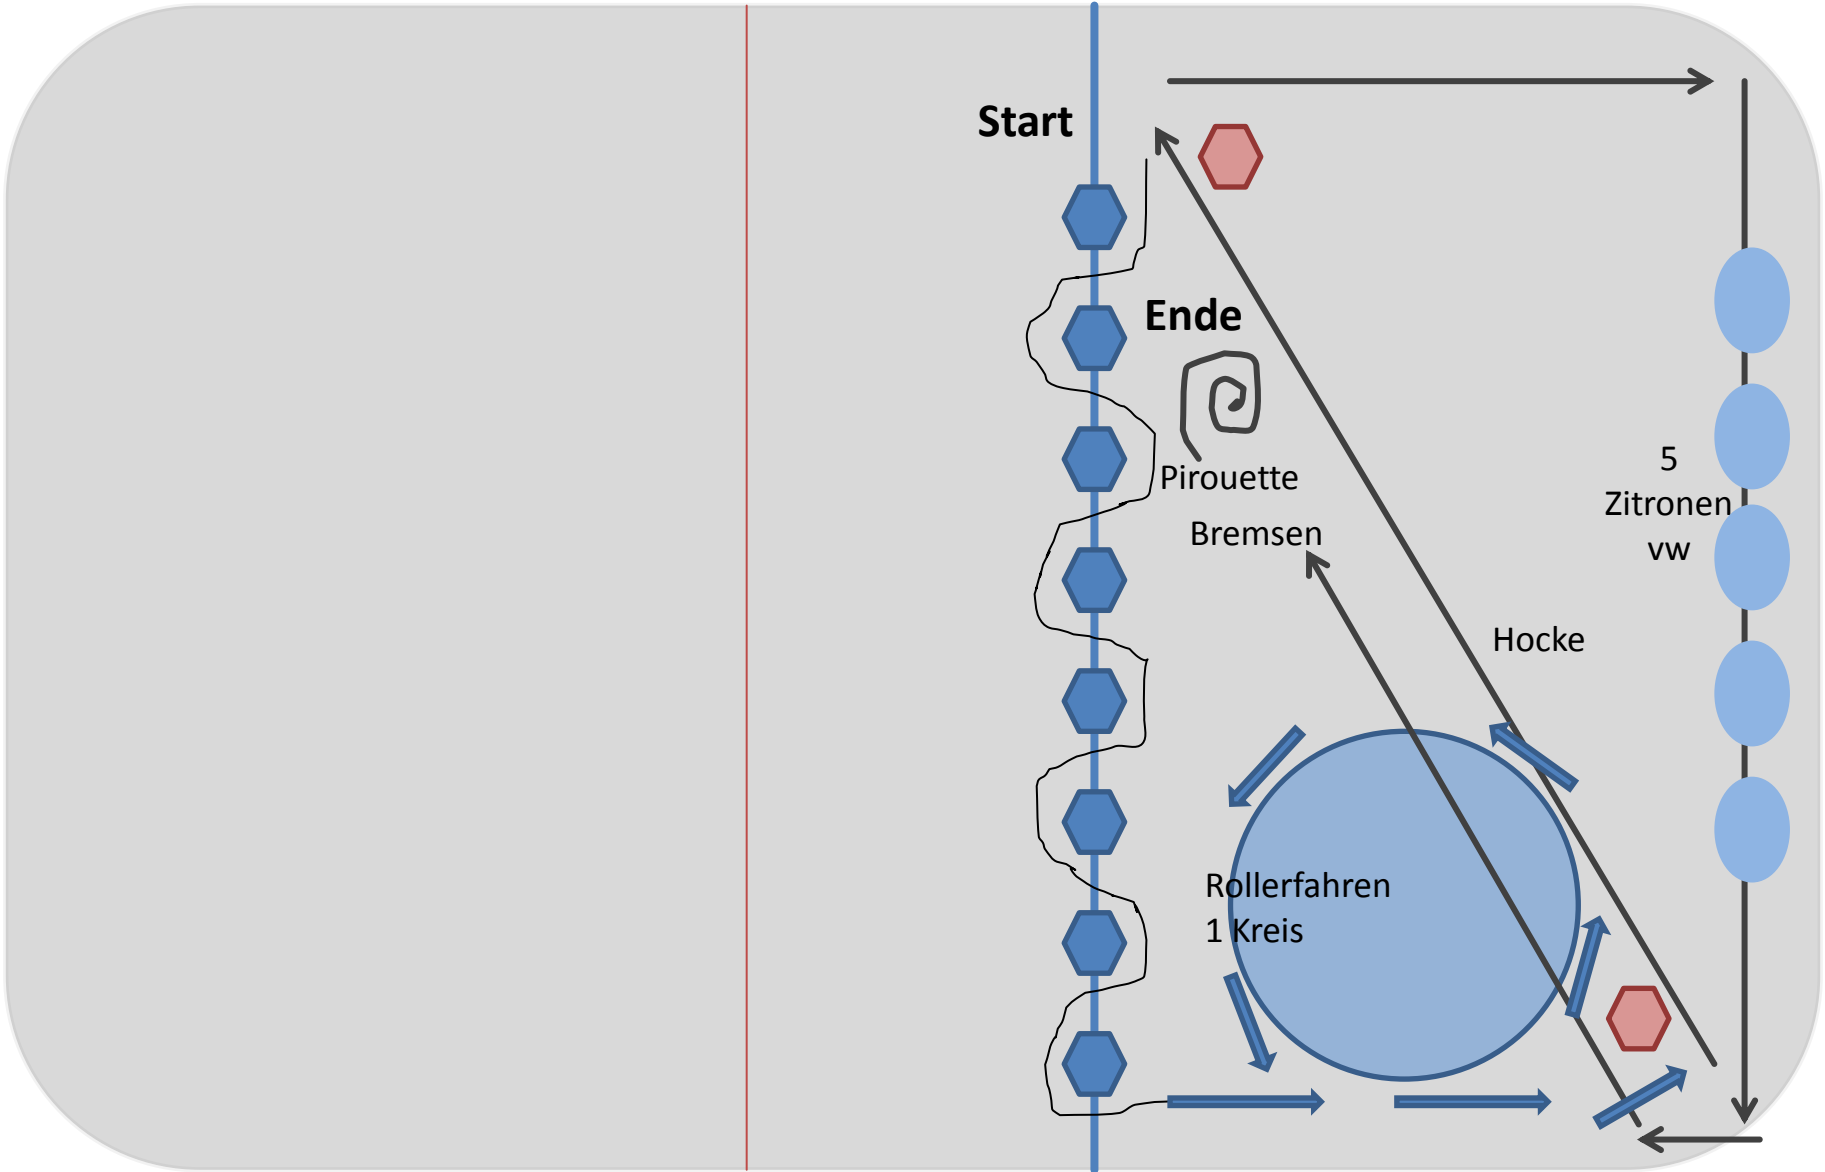 Start
Ende
Pirouette
Bremsen
5
Zitronen
vw
Hocke
Rollerfahren
1 Kreis